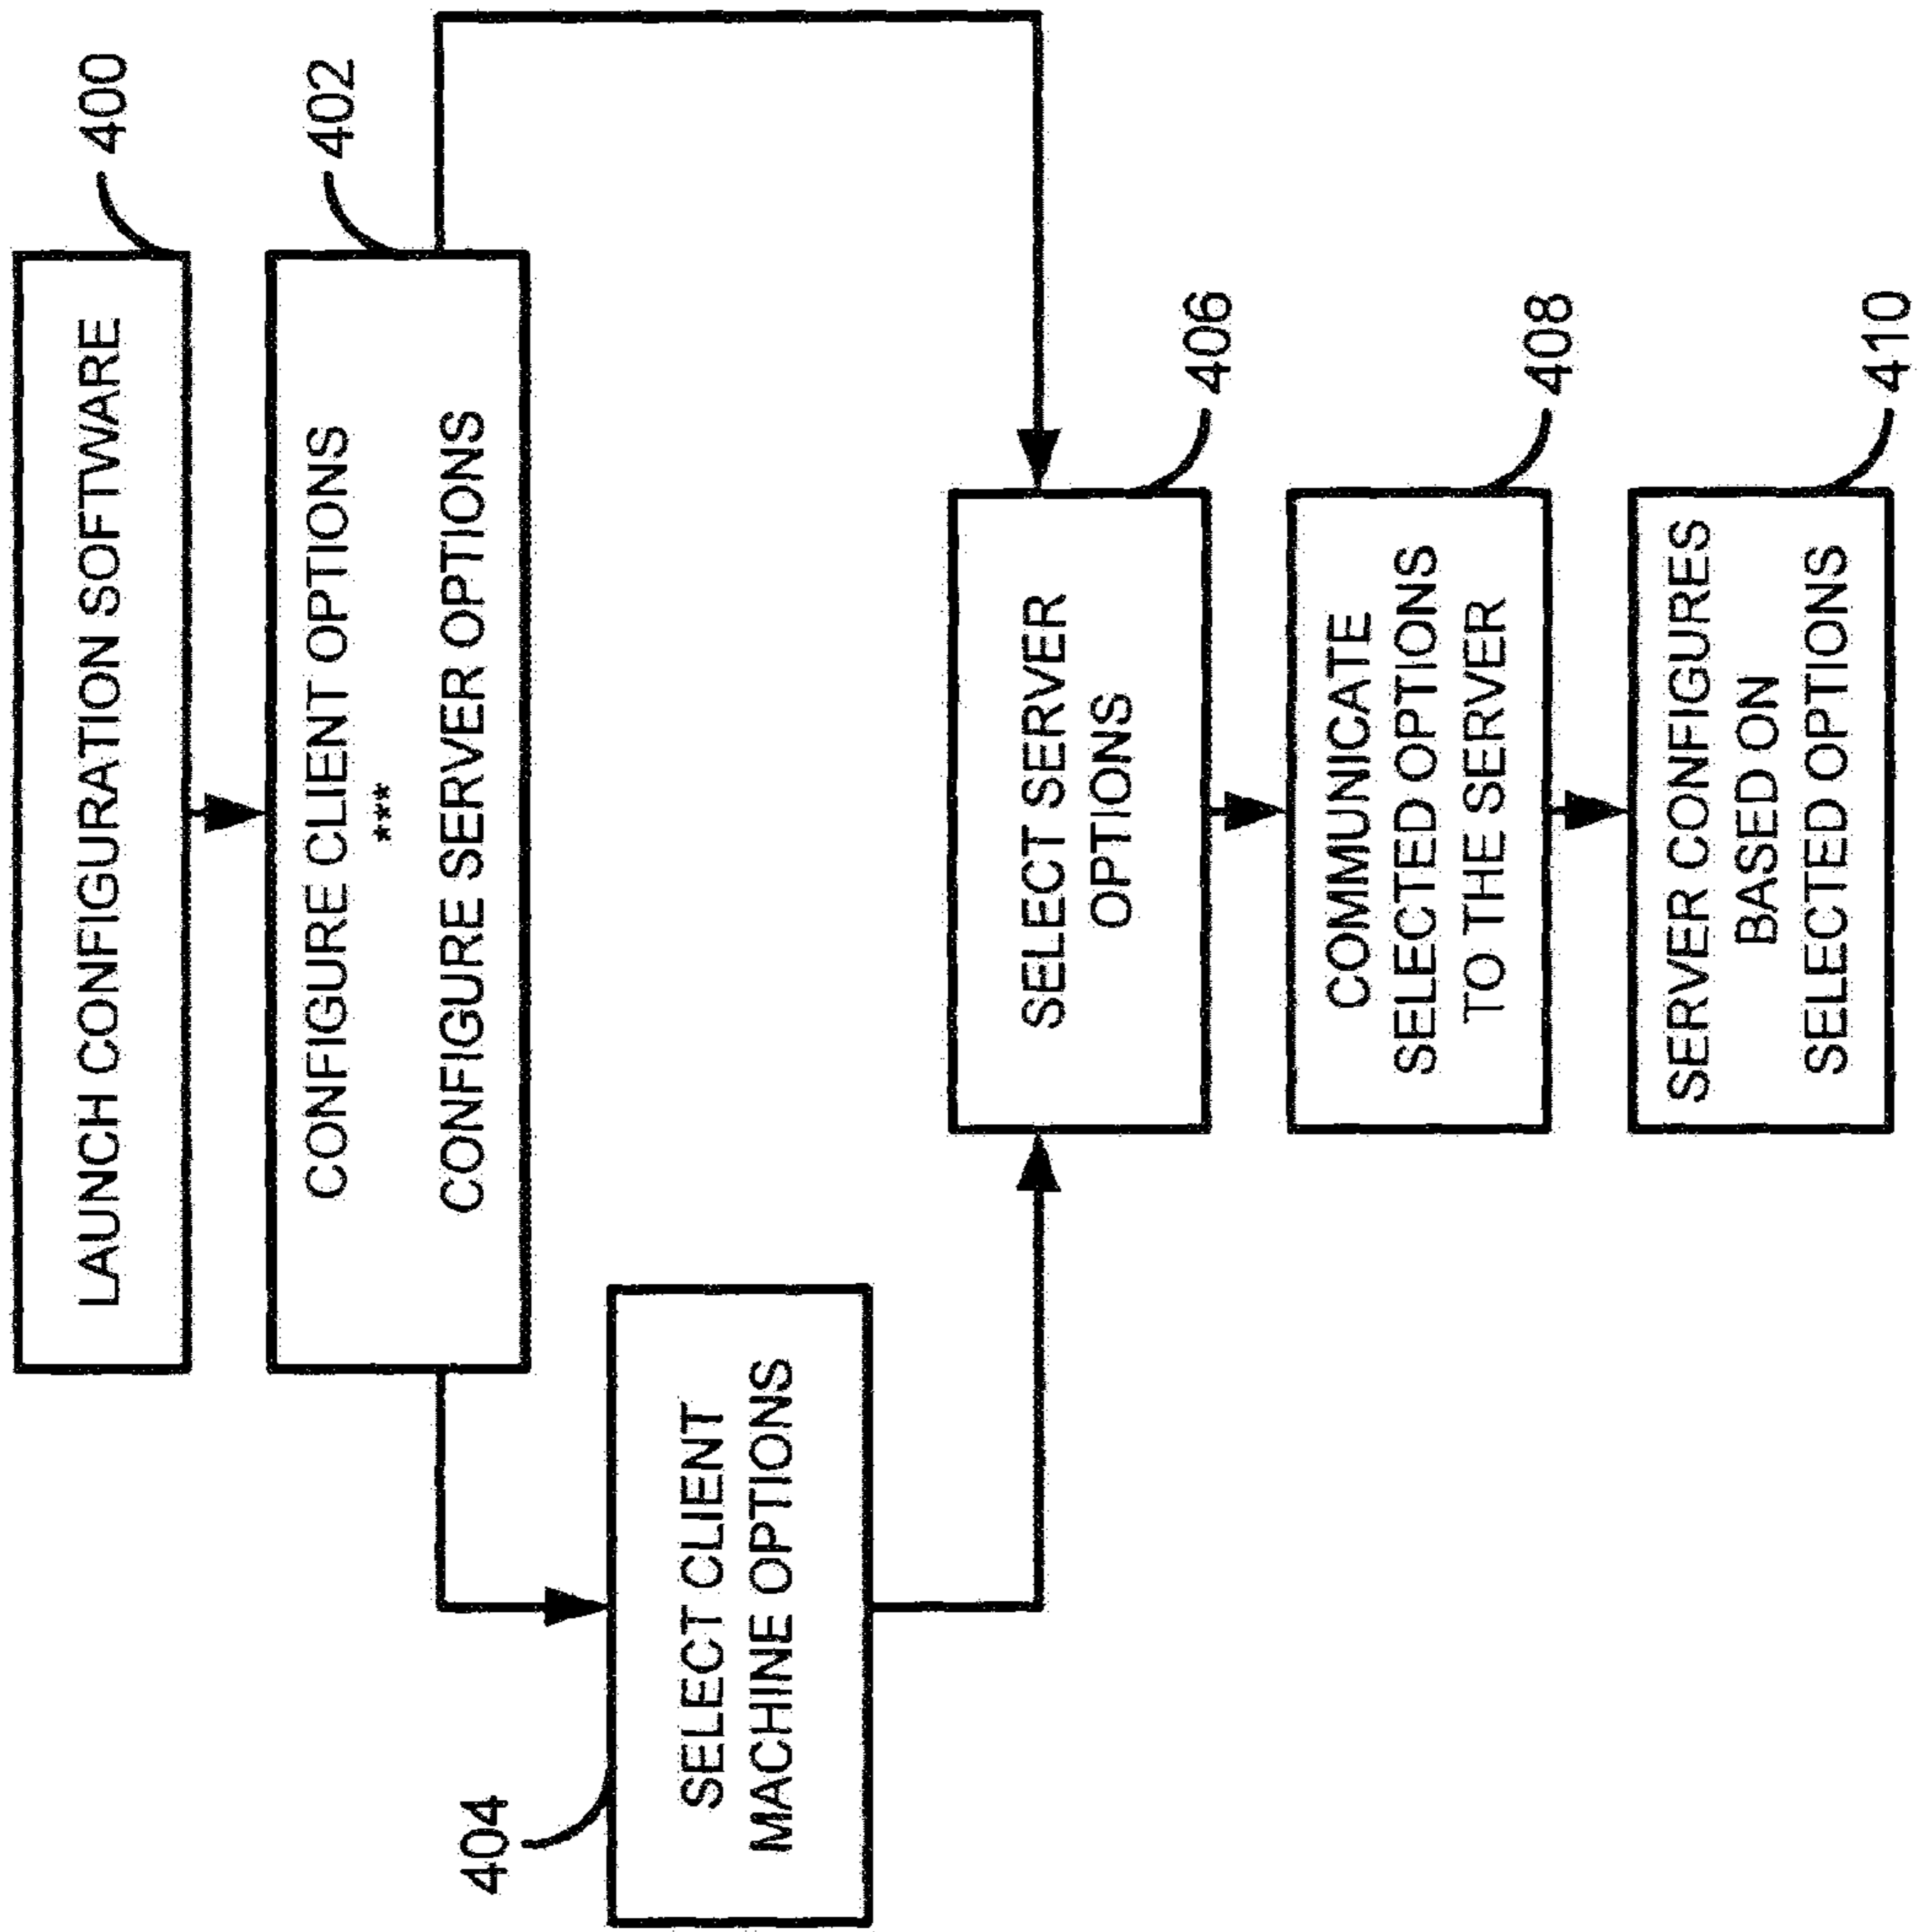 LAUNCH CONFIGURATION SOFTWARE
400
CONFIGURE CLIENT OPTIONS
***
CONFIGURE SERVER OPTIONS
402
404
SELECT CLIENT
MACHINE OPTIONS
SELECT SERVER
OPTIONS
406
COMMUNICATE
SELECTED OPTIONS
TO THE SERVER
408
SERVER CONFIGURES
BASED ON
SELECTED OPTIONS
410